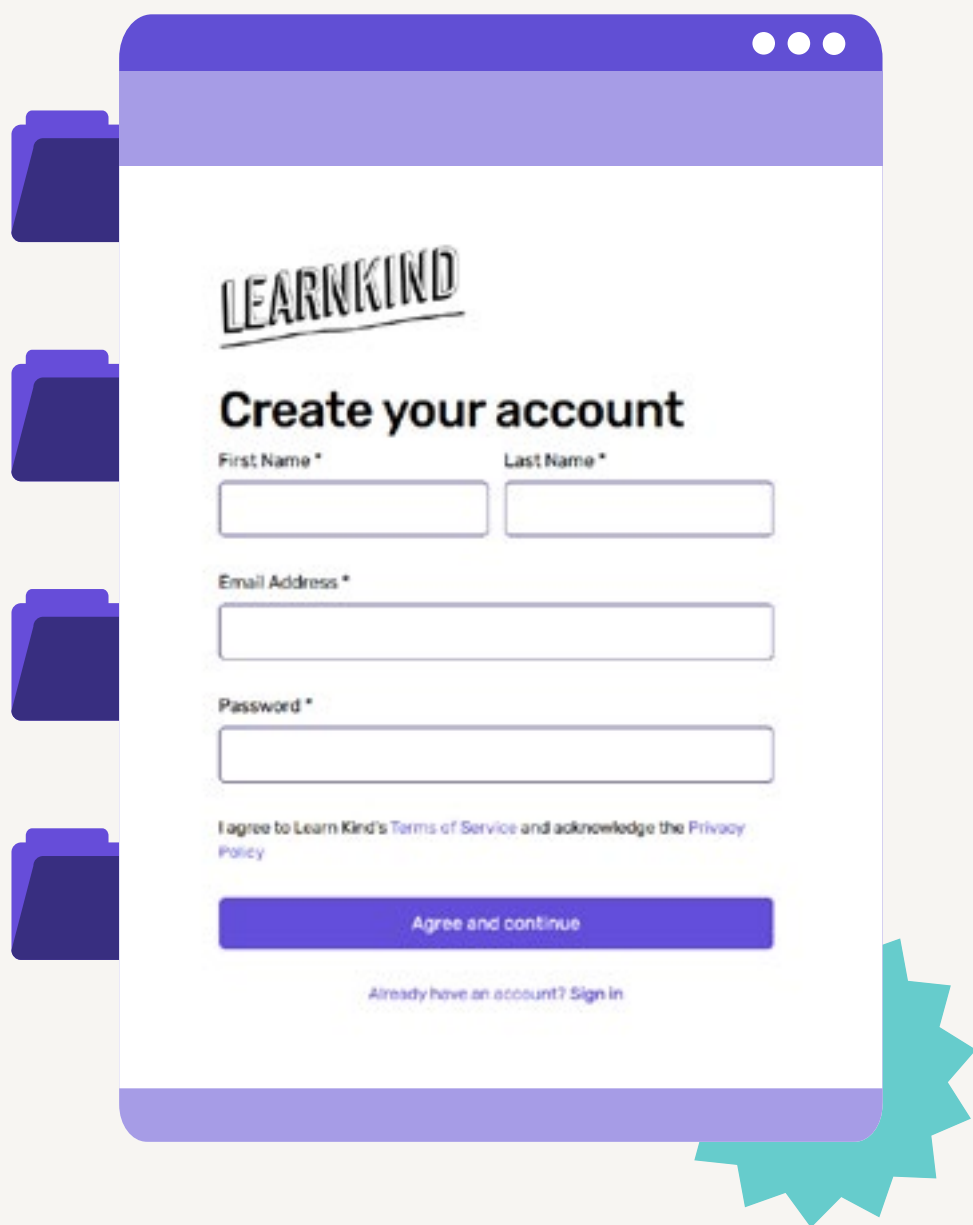 LEARNKIND
Create your account
First Name * Last Name *
Email Address *
Password *
I agree to Learn Kind's Terms of Service and acknowledge the Privacy
Policy
Agree and continue
Already have an account? Sign in